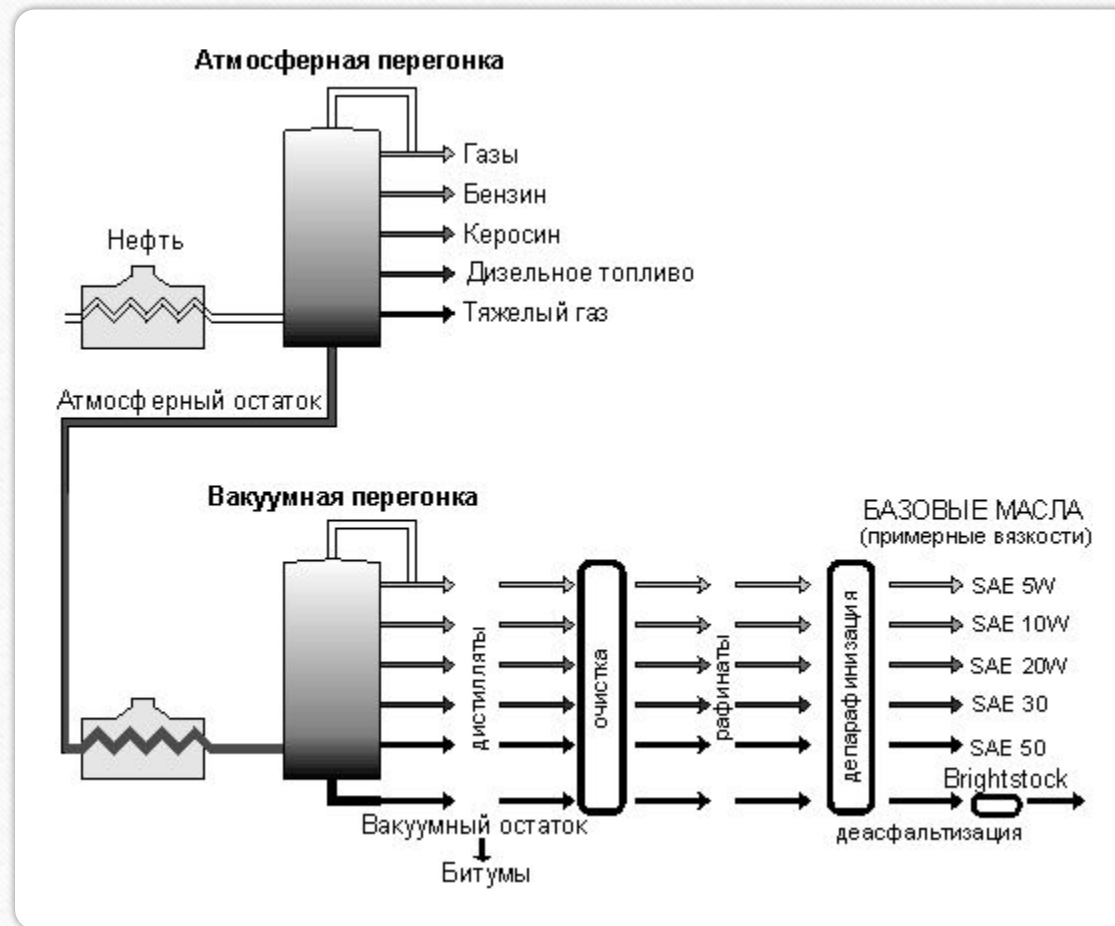 Атмосферная перегонка
Газы
Бензин
Керосин
Дизельное топливо
Тяжелый газ
Нефть
Атмосферный остаток
Вакуумная перегонка
БАЗОВЫЕ МАСЛА
(примерные вязкости)
SAE 5W
SAE 10W
SAE 20W
SAE 30
SAE 50
дистилляты
очистка
рафинаты
депарафинизация
Brightstock
Вакуумный остаток
деасфальтизация
Битумы